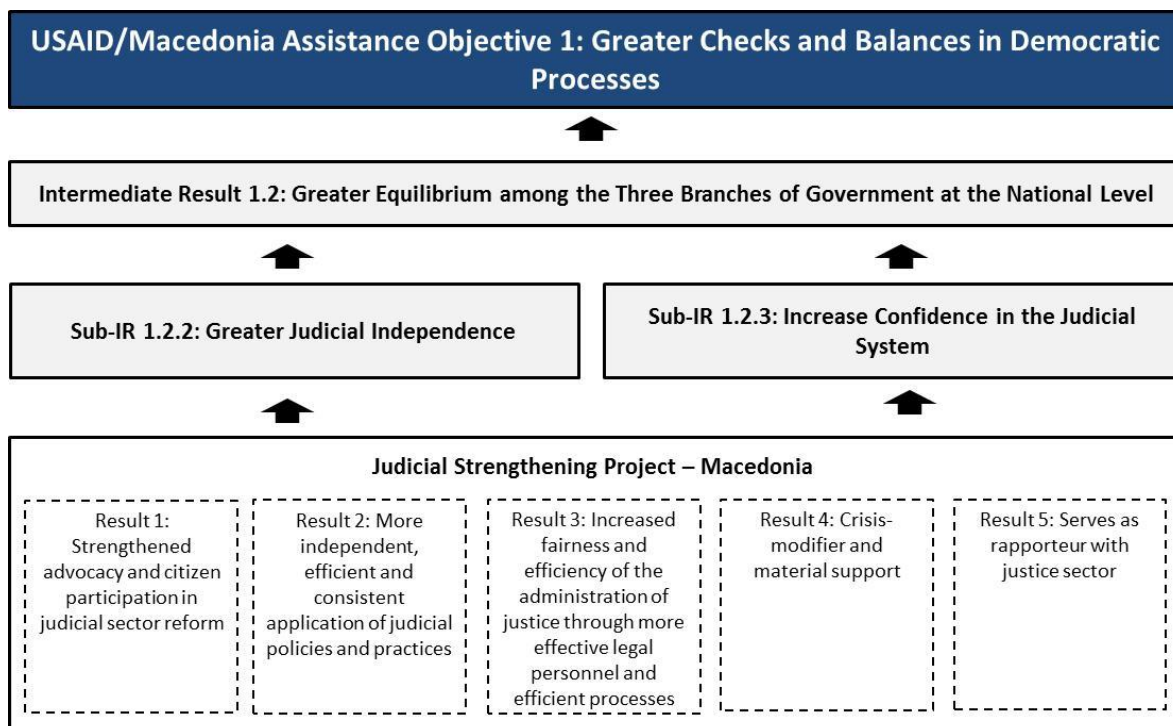 USAID/Macedonia Assistance Objective 1: Greater Checks and Balances in Democratic
Processes
Intermediate Result 1.2: Greater Equilibrium among the Three Branches of Government at the National Level
Sub-IR 1.2.2: Greater Judicial Independence
Sub-IR 1.2.3: Increase Confidence in the Judicial
System
Judicial Strengthening Project – Macedonia
Result 1:
Strengthened
advocacy and citizen
participation in
judicial sector reform
Result 2: More
independent,
efficient and
consistent
application of judicial
policies and practices
Result 3: Increased
fairness and
efficiency of the
administration of
justice through more
effective legal
personnel and
efficient processes
Result 4: Crisis-
modifier and
material support
Result 5: Serves as
rapporteur with
justice sector